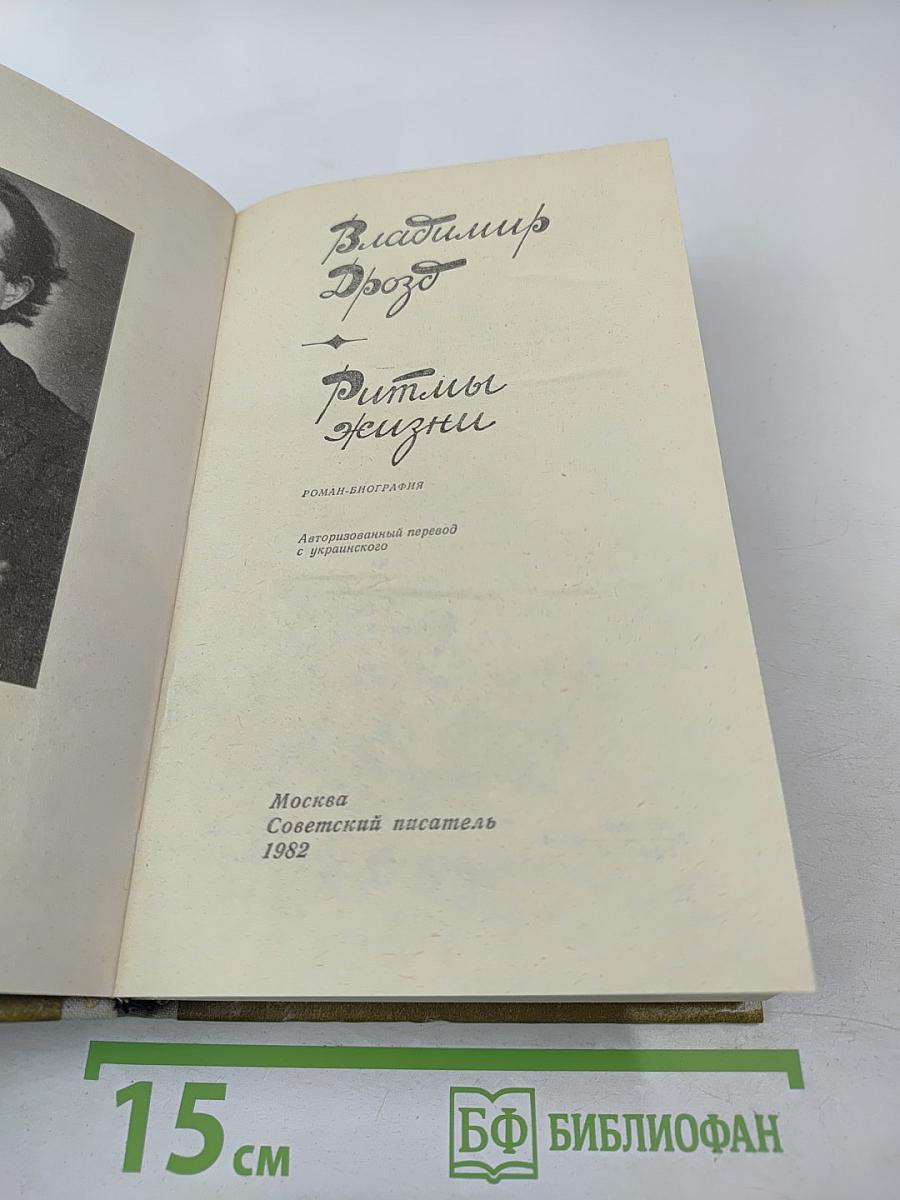 Владимир
Дрозд
Ритмы
жизни
РОМАН-БИОГРАФИЯ
Авторизованный перевод
с украинского
Москва
Советский писатель
1982
15 см
БФ БИБЛИОФАН